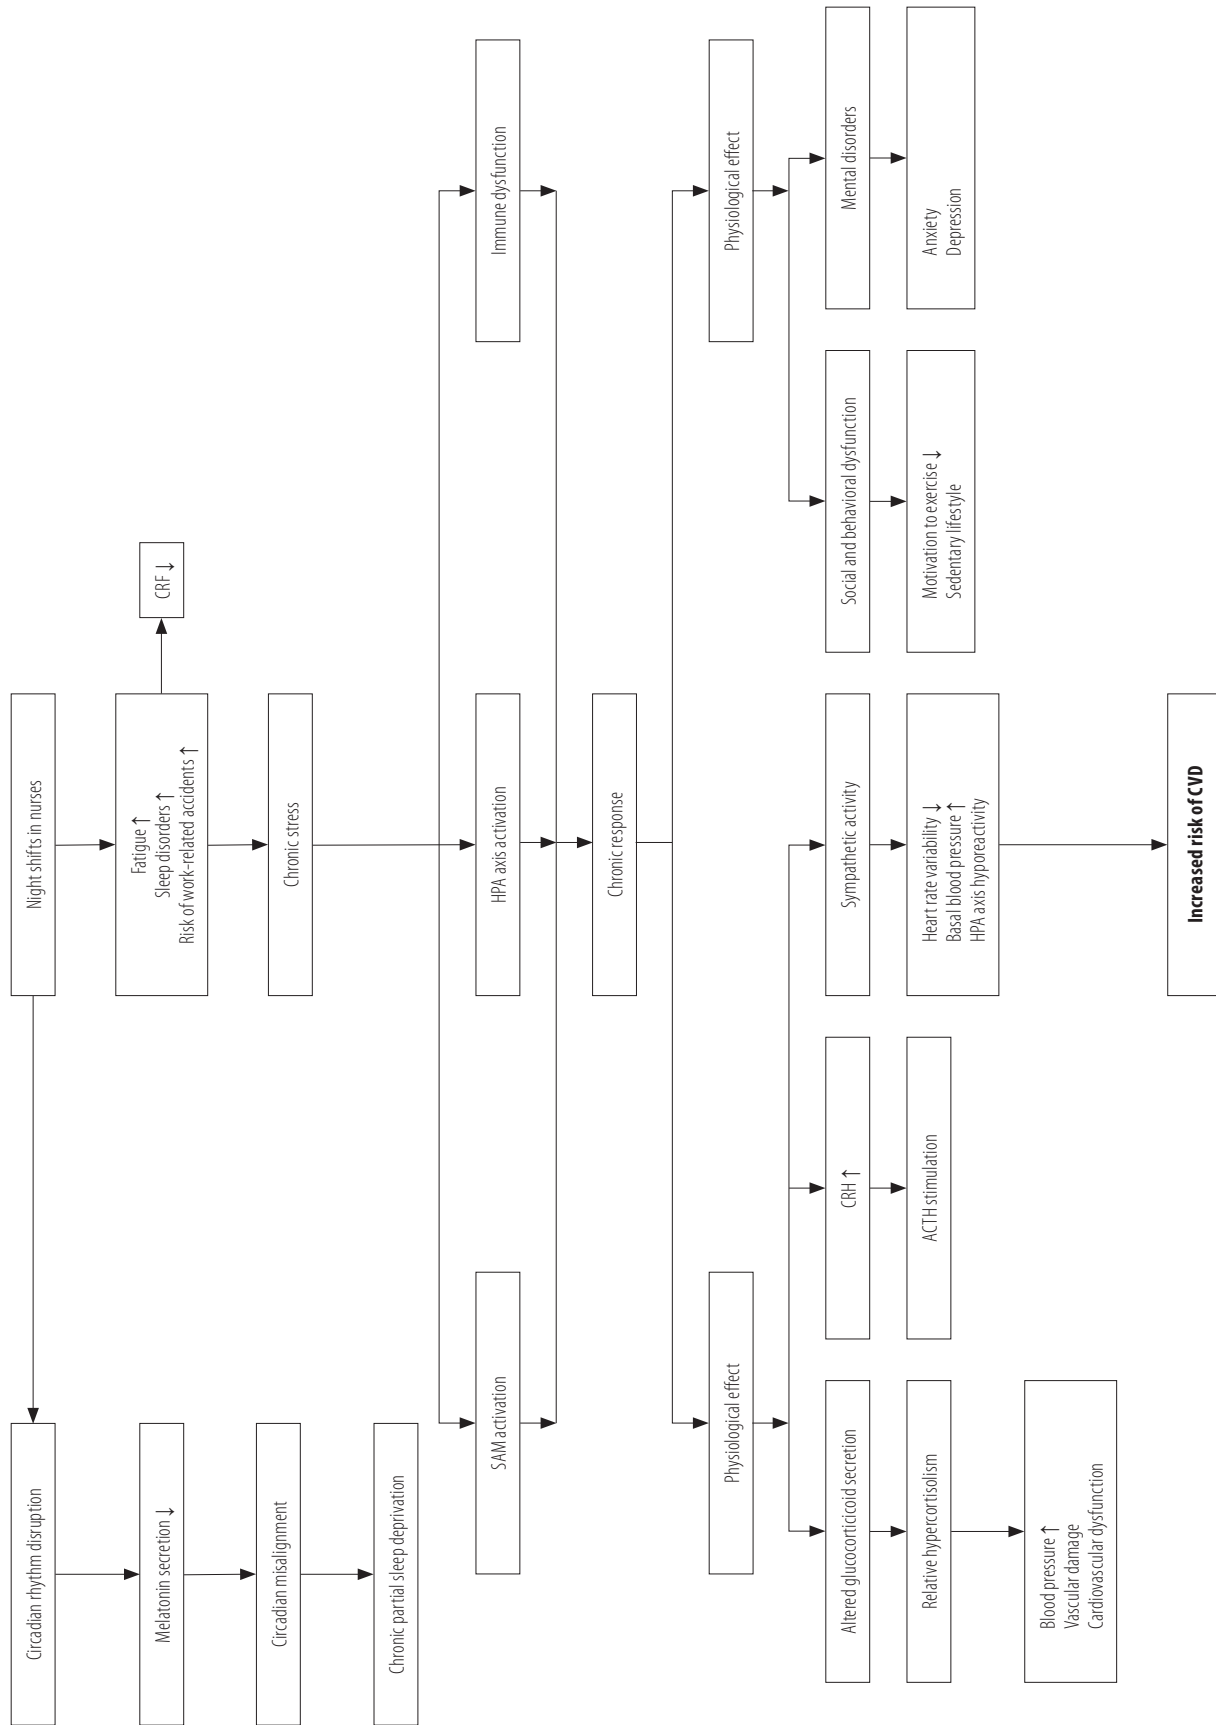 Night shifts in nurses
Circadian rhythm disruption
Fatigue ↑
Sleep disorders ↑
Risk of work-related accidents ↑
CRF ↓
Melatonin secretion ↓
Chronic stress
Circadian misalignment
Chronic partial sleep deprivation
SAM activation
HPA axis activation
Immune dysfunction
Chronic response
Physiological effect
Physiological effect
Altered glucocorticoid secretion
CRH ↑
Sympathetic activity
Social and behavioral dysfunction
Mental disorders
Relative hypercortisolism
ACTH stimulation
Heart rate variability ↓
Basal blood pressure ↑
HPA axis hyporeactivity
Motivation to exercise ↓
Sedentary lifestyle
Anxiety
Depression
Blood pressure ↑
Vascular damage
Cardiovascular dysfunction
Increased risk of CVD